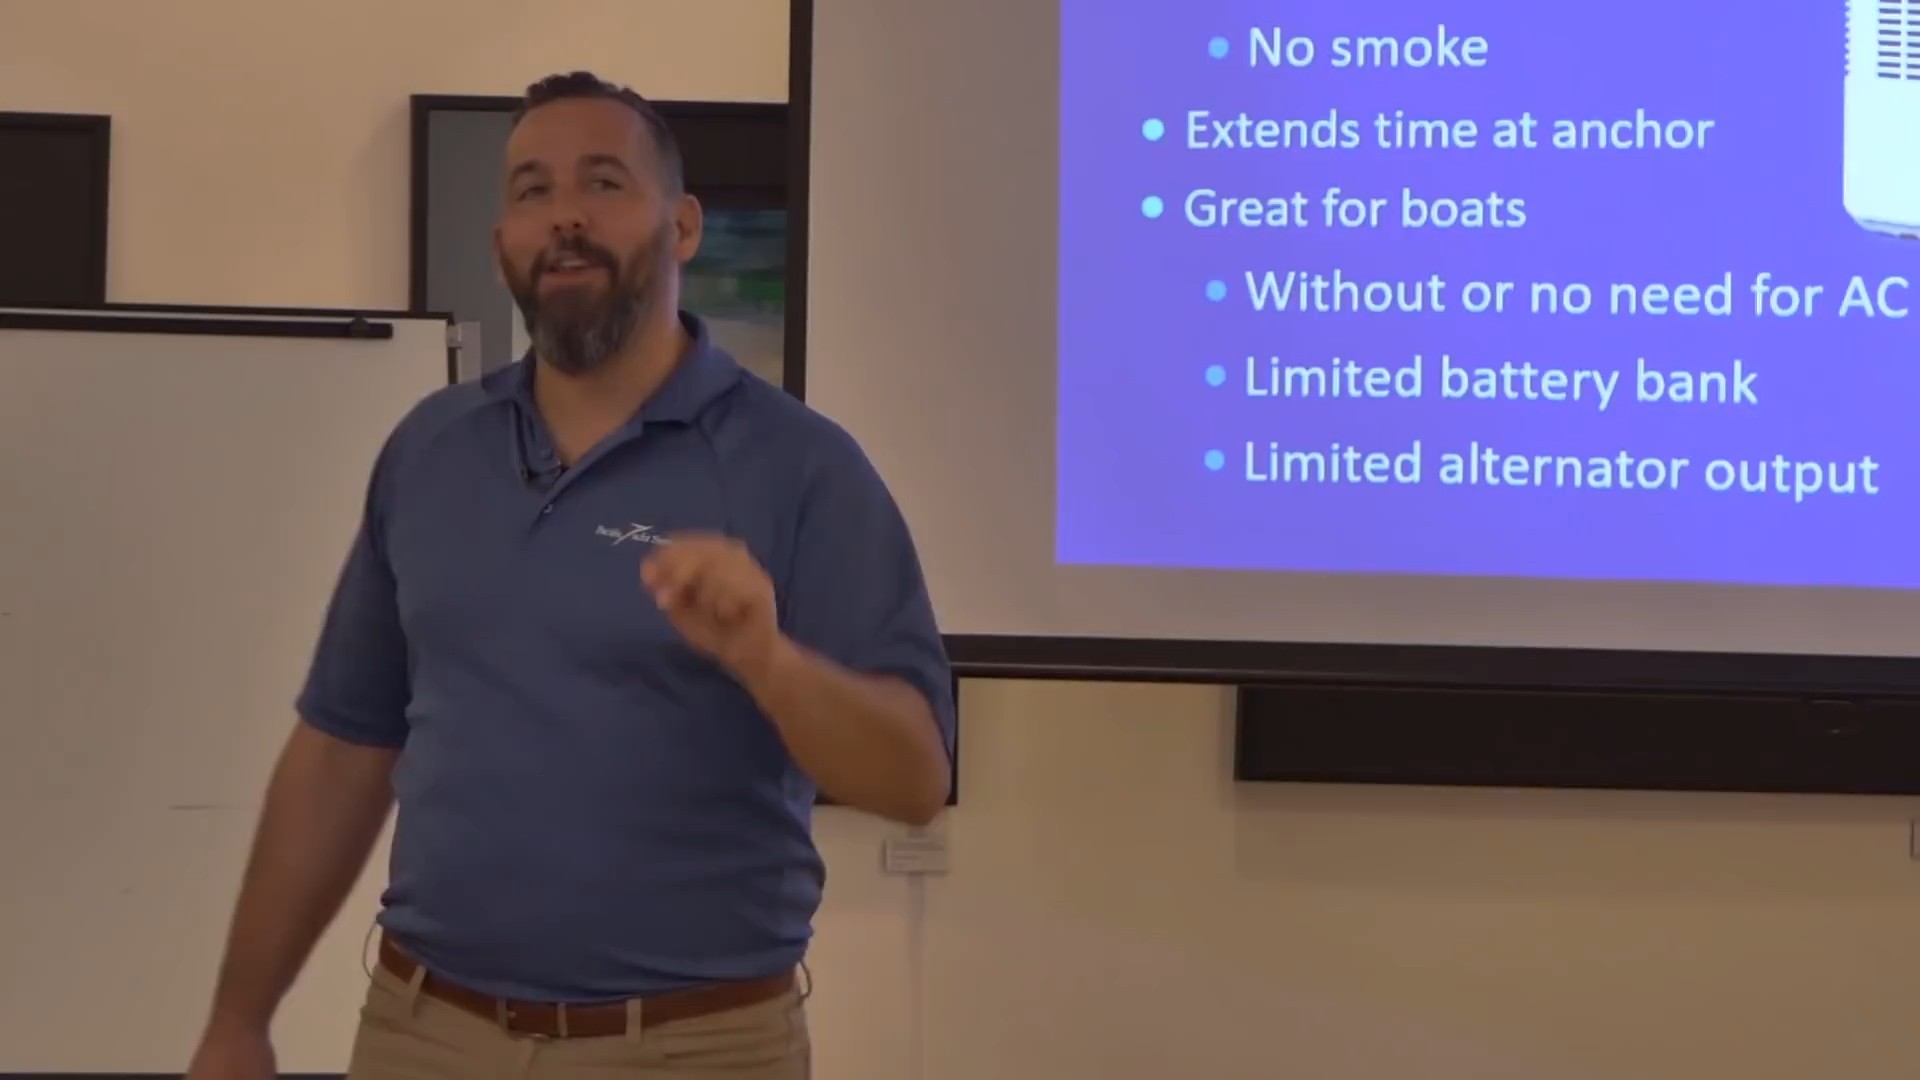 No smoke
Extends time at anchor
Great for boats
Without or no need for AC
Limited battery bank
Limited alternator output